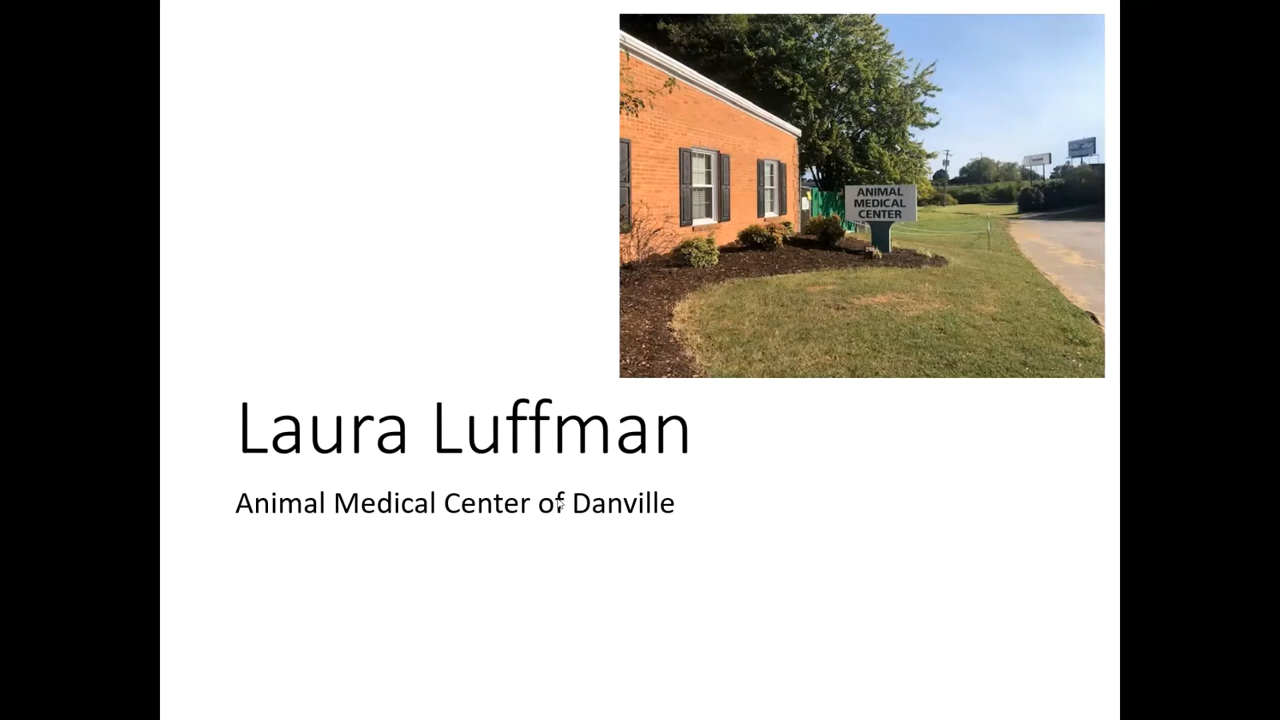 ANIMAL
MEDICAL
CENTER
Laura Luffman
Animal Medical Center of Danville